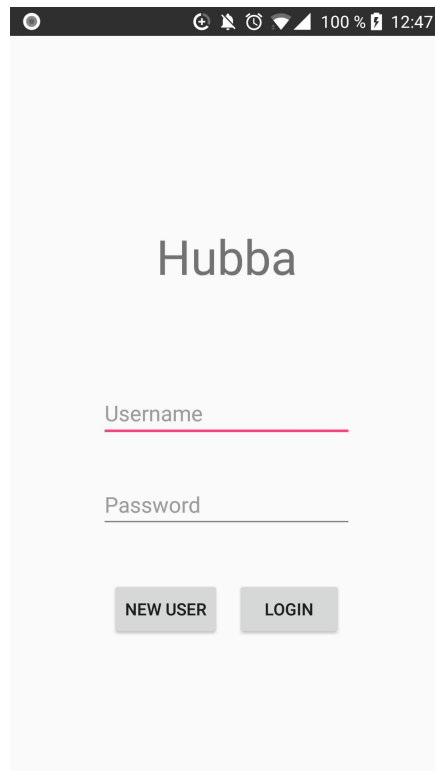 100 % 12:47
Hubba
Username
Password
NEW USER LOGIN